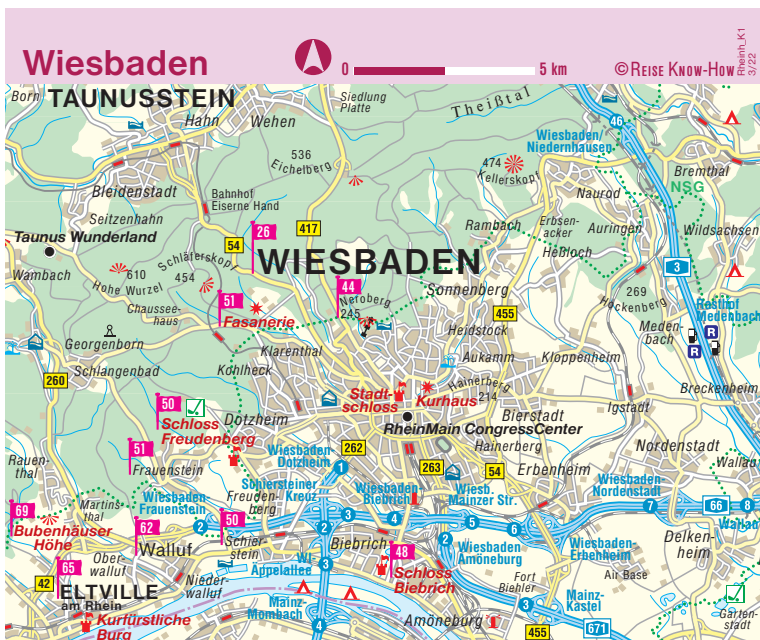 Wiesbaden
0
5 km
©REISE KNOW-HOW
Rheinh_K1
3/22
Born
TAUNUSSTEIN
Hahn
Wehen
Siedlung
Platte
Theißtal
Wiesbaden/
Niedernhausen
46
536
Eichelberg
474
Kellerskopf
Bremthal
NSG
Bleidenstadt
Bahnhof
Eiserne Hand
Naurod
Seitzenhahn
Taunus Wunderland
54
26
417
Rambach
Erbsen-
acker
Auringen
Wildsachsen
Heßloch
WIESBADEN
3
Wambach
610
Hohe Wurzel
Schläferskopf
454
44
Neroberg
245
Sonnenberg
269
Hockenberg
51
Fasanerie
Chaussee-
haus
455
Rasthof
Medenbach
Meden-
bach
R
R
Georgenborn
Heidstock
Klarenthal
Aukamm
Kloppenheim
Schlangenbad
Kohlheck
260
Hainerberg
214
Breckenheim
50
Schloss
Freudenberg
Stadt-
schloss
Kurhaus
Igstadt
Dotzheim
Bierstadt
RheinMain CongressCenter
Hainerberg
Nordenstadt
51
Frauenstein
262
263
54
Erbenheim
Wallau
Rauen-
thal
Wiesbaden-
Dotzheim
1
Schiersteiner
Kreuz
Wiesbaden-
Biebrich
Wiesb.
Mainzer Str.
Wiesbaden-
Nordenstadt
Martins-
thal
Wiesbaden-
Frauenstein
Freuden-
berg
69
Bubenhäuser
Höhe
62
Walluf
2
50
Schier-
stein
2
3
4
5
6
7
66
8
Wallau
Biebrich
2
Wiesbaden
Amöneburg
Wiesbaden-
Erbenheim
Delken-
heim
Ober-
walluf
WI
Äppelallee
3
48
Schloss
Biebrich
65
42
ELTVILLE
am Rhein
Nieder-
walluf
Fort
Biehler
Air Base
Kurfürstliche
Burg
Mainz-
Mombach
4
Amöneburg
3
Mainz-
Kastel
455
671
Garten-
stadt